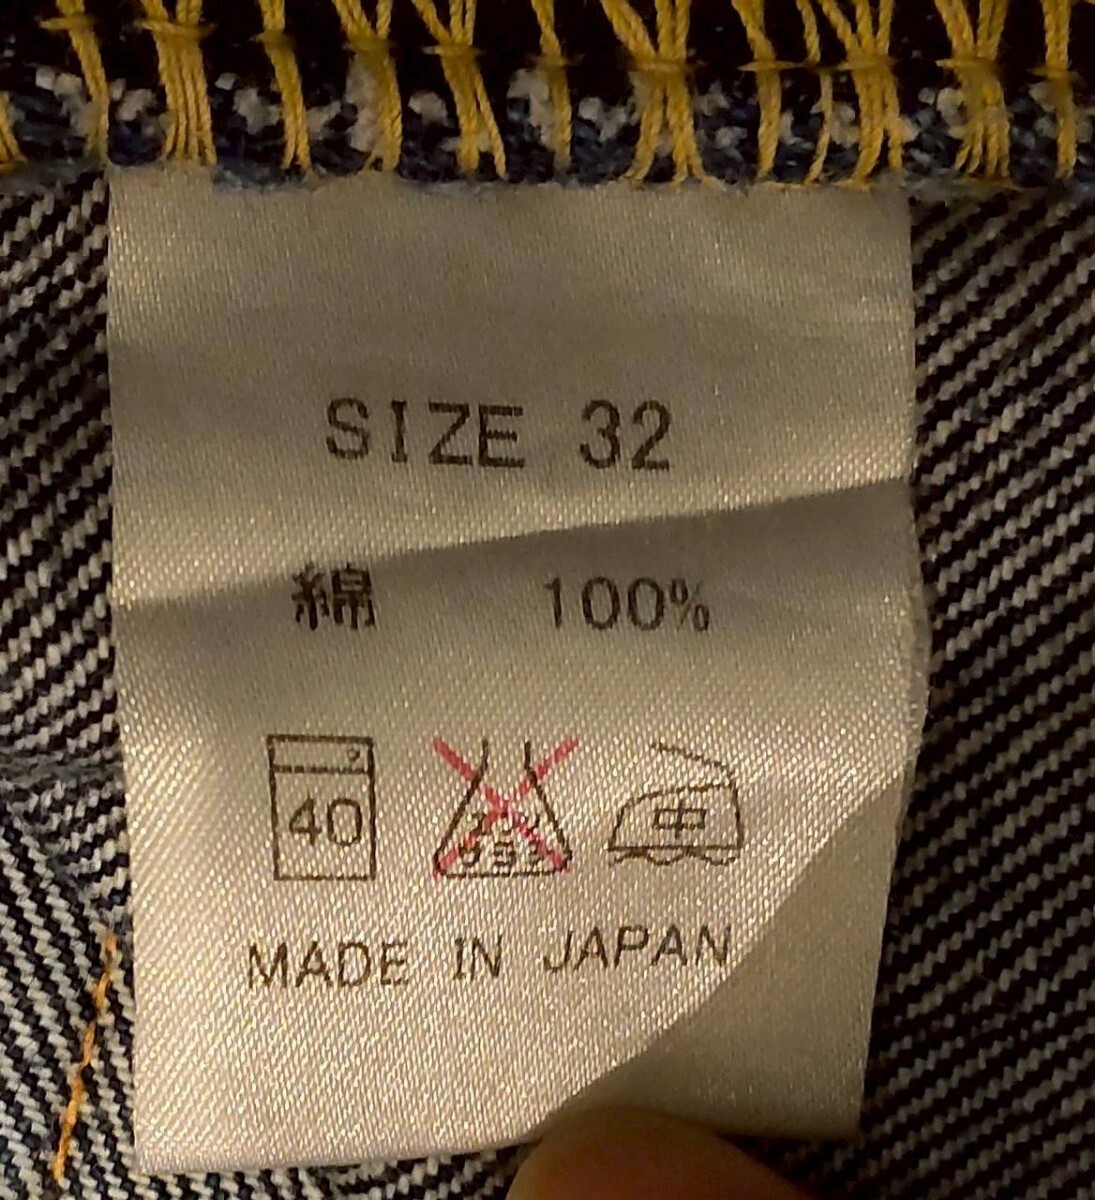 SIZE 32
綿 100%
40 中
MADE IN JAPAN